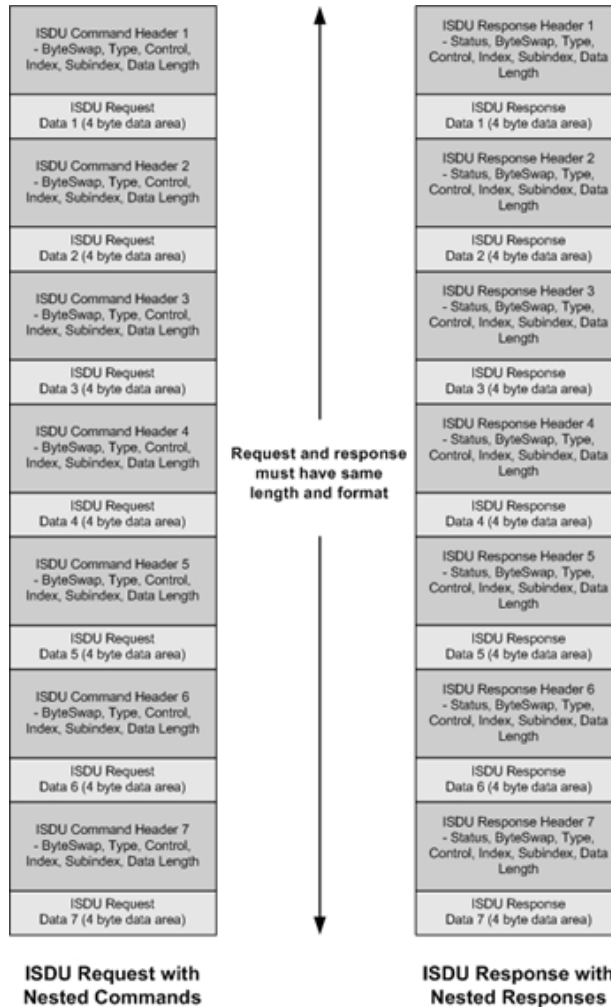 ISDU Command Header 1
- ByteSwap, Type, Control,
Index, Subindex, Data Length
ISDU Request
Data 1 (4 byte data area)
ISDU Command Header 2
- ByteSwap, Type, Control,
Index, Subindex, Data Length
ISDU Request
Data 2 (4 byte data area)
ISDU Command Header 3
- ByteSwap, Type, Control,
Index, Subindex, Data Length
ISDU Request
Data 3 (4 byte data area)
ISDU Command Header 4
- ByteSwap, Type, Control,
Index, Subindex, Data Length
ISDU Request
Data 4 (4 byte data area)
ISDU Command Header 5
- ByteSwap, Type, Control,
Index, Subindex, Data Length
ISDU Request
Data 5 (4 byte data area)
ISDU Command Header 6
- ByteSwap, Type, Control,
Index, Subindex, Data Length
ISDU Request
Data 6 (4 byte data area)
ISDU Command Header 7
- ByteSwap, Type, Control,
Index, Subindex, Data Length
ISDU Request
Data 7 (4 byte data area)
ISDU Request with
Nested Commands
Request and response
must have same
length and format
ISDU Response Header 1
- Status, ByteSwap, Type,
Control, Index, Subindex, Data
Length
ISDU Response
Data 1 (4 byte data area)
ISDU Response Header 2
- Status, ByteSwap, Type,
Control, Index, Subindex, Data
Length
ISDU Response
Data 2 (4 byte data area)
ISDU Response Header 3
- Status, ByteSwap, Type,
Control, Index, Subindex, Data
Length
ISDU Response
Data 3 (4 byte data area)
ISDU Response Header 4
- Status, ByteSwap, Type,
Control, Index, Subindex, Data
Length
ISDU Response
Data 4 (4 byte data area)
ISDU Response Header 5
- Status, ByteSwap, Type,
Control, Index, Subindex, Data
Length
ISDU Response
Data 5 (4 byte data area)
ISDU Response Header 6
- Status, ByteSwap, Type,
Control, Index, Subindex, Data
Length
ISDU Response
Data 6 (4 byte data area)
ISDU Response Header 7
- Status, ByteSwap, Type,
Control, Index, Subindex, Data
Length
ISDU Response
Data 7 (4 byte data area)
ISDU Response with
Nested Responses